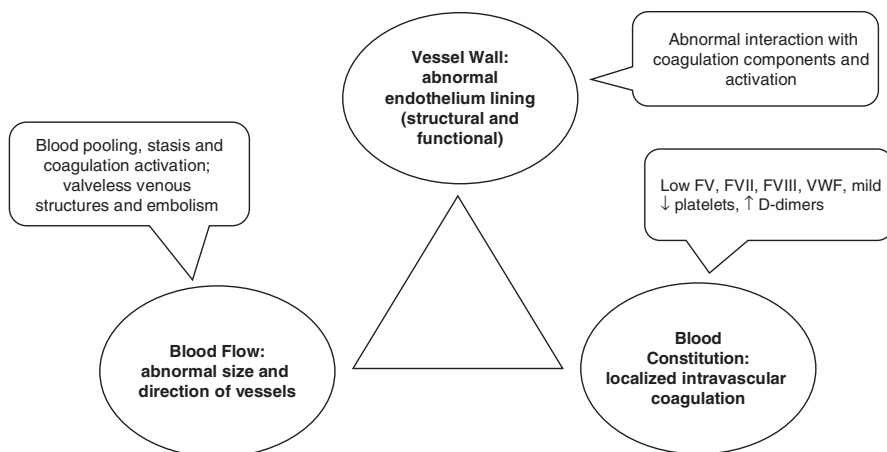 Vessel Wall:
abnormal
endothelium lining
(structural and
functional)
Abnormal interaction with
coagulation components and
activation
Blood pooling, stasis and
coagulation activation;
valveless venous
structures and embolism
Low FV, FVII, FVIII, VWF, mild
↓ platelets, ↑ D-dimers
Blood Flow:
abnormal size and
direction of vessels
Blood
Constitution:
localized intravascular
coagulation